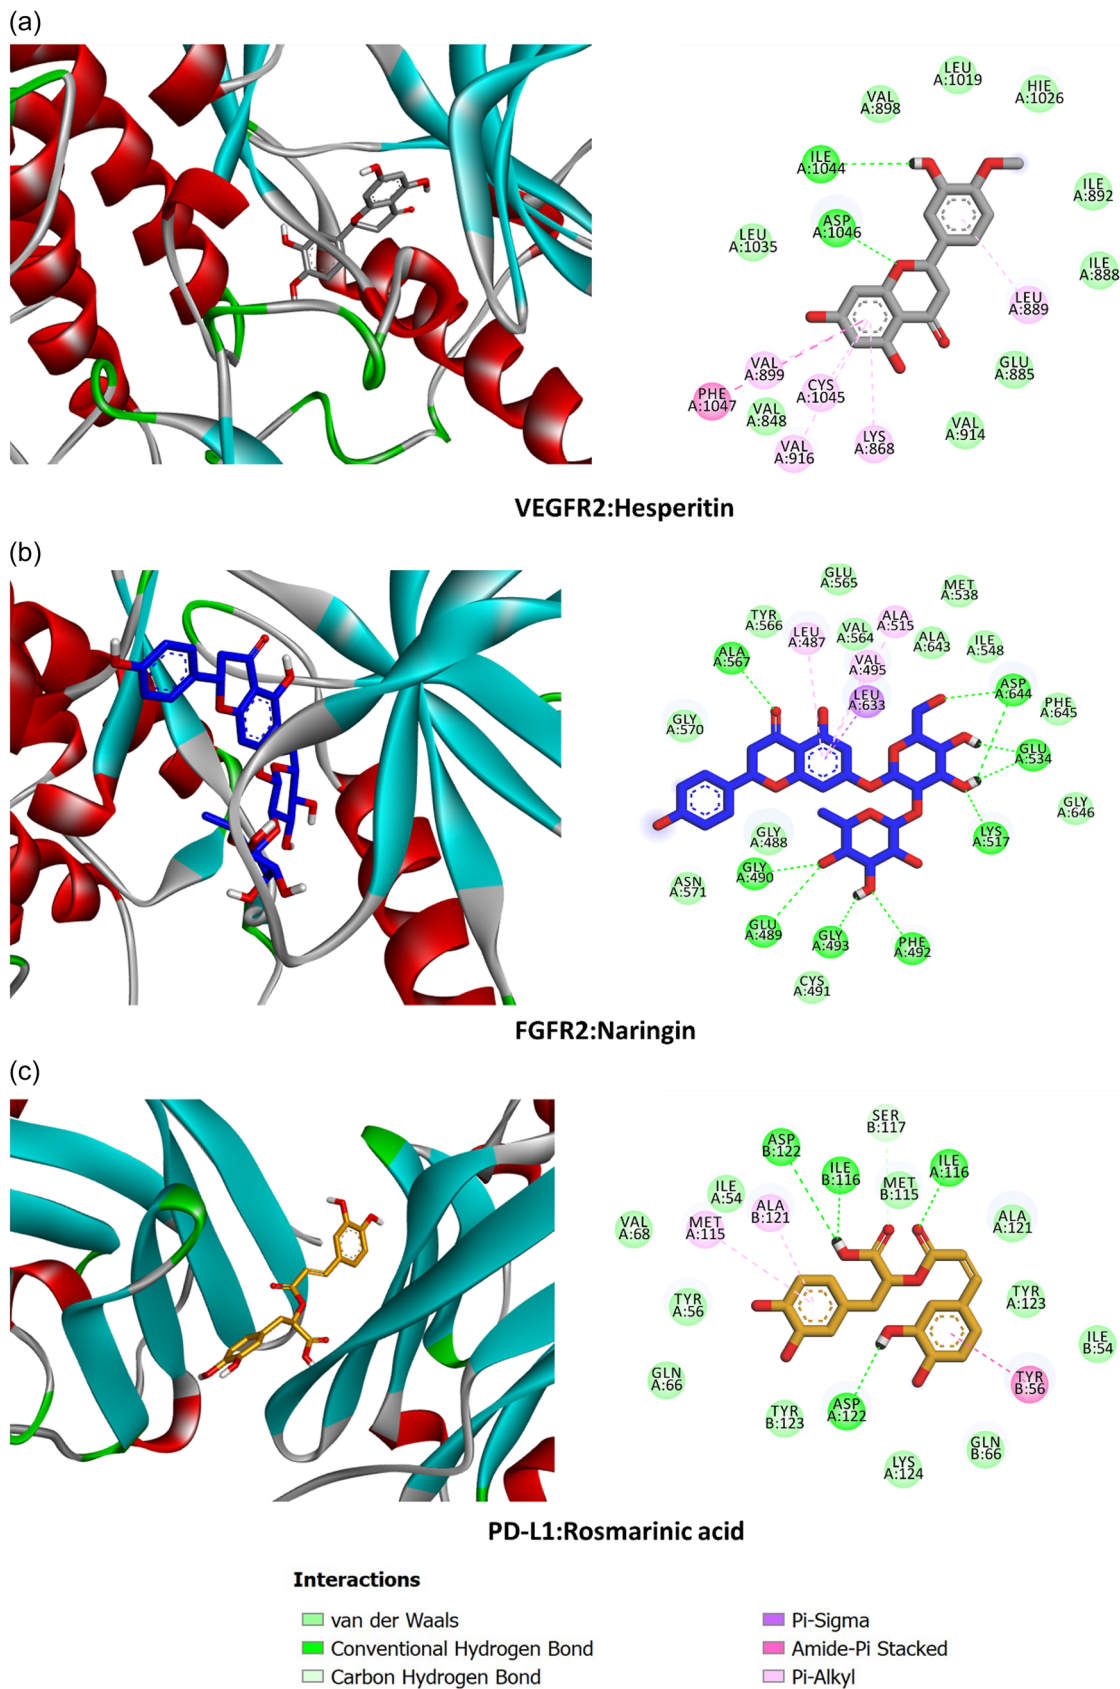 (a)
LEU
A:1019
VAL
A:898
HIE
A:1026
ILE
A:1044
ILE
A:892
ASP
A:1046
LEU
A:1035
ILE
A:888
LEU
A:889
VAL
A:899
GLU
A:885
CYS
A:1045
PHE
A:1047
VAL
A:848
VAL
A:914
LYS
A:868
VAL
A:916
VEGFR2:Hesperitin
(b)
GLU
A:565
MET
A:538
TYR
A:566
ALA
A:515
LEU
A:487
VAL
A:564
ALA
A:643
ILE
A:548
ALA
A:567
VAL
A:495
ASP
A:644
LEU
A:633
PHE
A:645
GLY
A:570
GLU
A:534
GLY
A:646
GLY
A:488
LYS
A:517
GLY
A:490
ASN
A:571
GLU
A:489
GLY
A:493
PHE
A:492
CYS
A:491
FGFR2:Naringin
(c)
SER
B:117
ASP
B:122
ILE
B:116
ILE
A:116
MET
B:115
ILE
A:54
ALA
B:121
ALA
A:121
VAL
A:68
MET
A:115
TYR
A:56
TYR
A:123
ILE
B:54
GLN
A:66
TYR
B:56
ASP
A:122
TYR
B:123
GLN
B:66
LYS
A:124
PD-L1:Rosmarinic acid
Interactions
van der Waals
Conventional Hydrogen Bond
Carbon Hydrogen Bond
Pi-Sigma
Amide-Pi Stacked
Pi-Alkyl